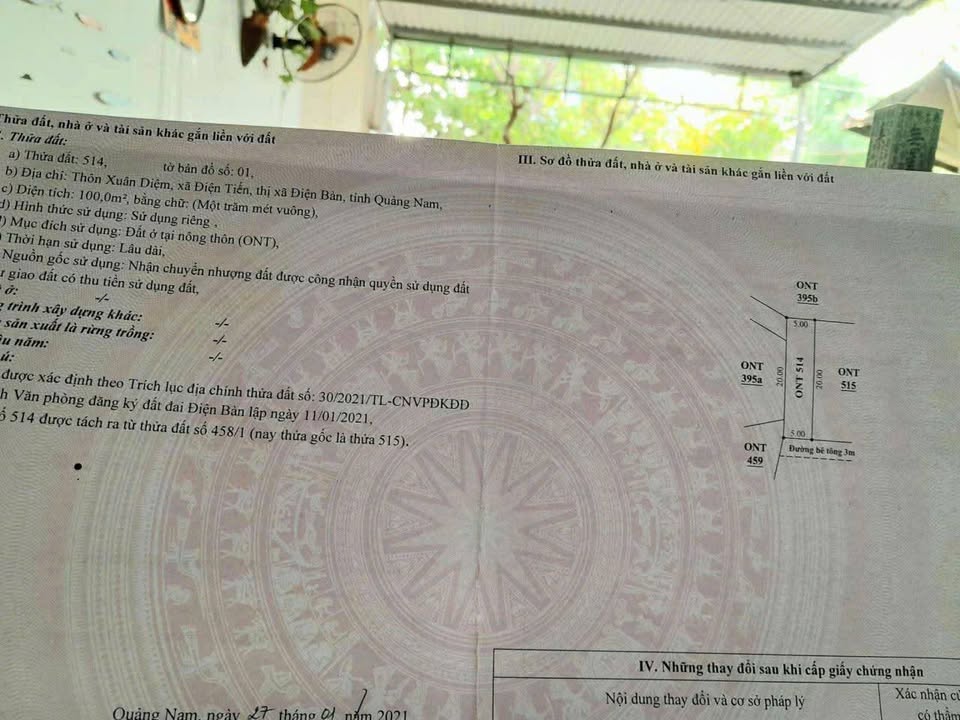 Thửa đất, nhà ở và tài sản khác gắn liền với đất
Thửa đất:
a) Thửa đất: 514, tờ bản đồ số: 01,
b) Địa chỉ: Thôn Xuân Diệm, xã Điện Tiến, thị xã Điện Bàn, tỉnh Quảng Nam,
c) Diện tích: 100,0m², bằng chữ: (Một trăm mét vuông),
d) Hình thức sử dụng: Sử dụng riêng ,
) Mục đích sử dụng: Đất ở tại nông thôn (ONT),
) Thời hạn sử dụng: Lâu dài,
Nguồn gốc sử dụng: Nhận chuyển nhượng đất được công nhận quyền sử dụng đất
giao đất có thu tiền sử dụng đất,
ở: -/-
trình xây dựng khác: -/-
sản xuất là rừng trồng: -/-
năm: -/-
được xác định theo Trích lục địa chính thửa đất số: 30/2021/TL-CNVPĐKĐĐ
Văn phòng đăng ký đất đai Điện Bàn lập ngày 11/01/2021,
514 được tách ra từ thửa đất số 458/1 (nay thửa gốc là thửa 515).
Quảng Nam, ngày 27 tháng 01 năm 2021
III. Sơ đồ thửa đất, nhà ở và tài sản khác gắn liền với đất
ONT
395b
5.00
ONT
395a
20.00
ONT 514
20.00
ONT
515
5.00
ONT
459
Đường bê tông 3m
IV. Những thay đổi sau khi cấp giấy chứng nhận
Nội dung thay đổi và cơ sở pháp lý
Xác nhận
có